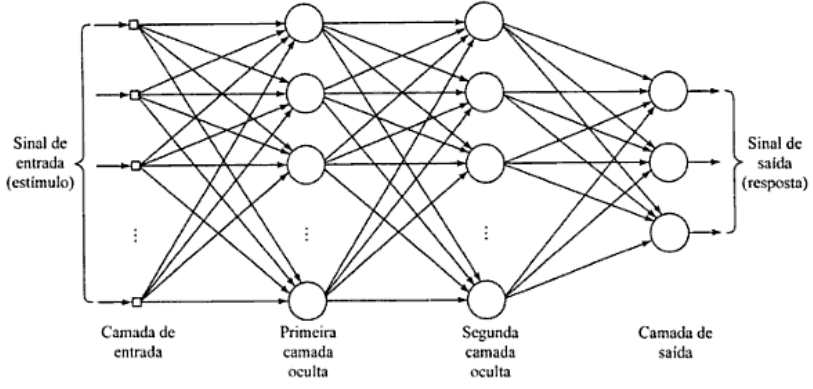 Sinal de
entrada
(estímulo)
Sinal de
saída
(resposta)
Camada de
entrada
Primeira
camada
oculta
Segunda
camada
oculta
Camada de
saída